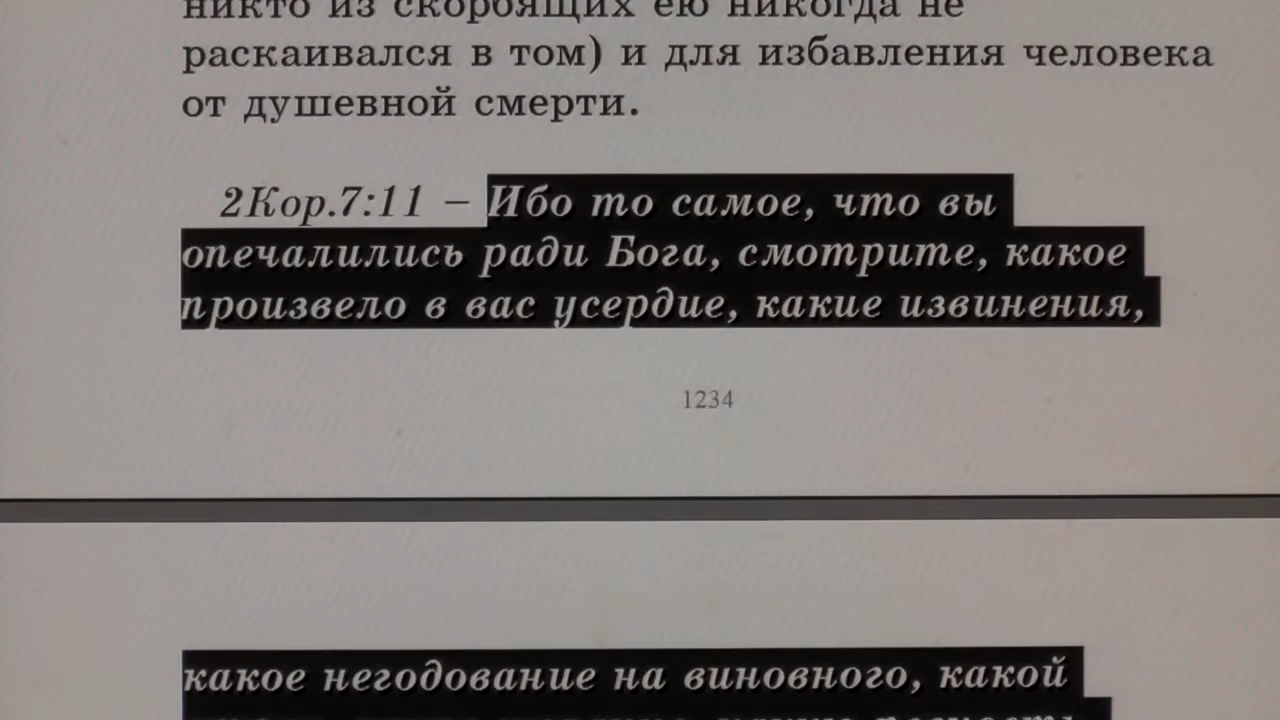 никто из скорбящих ею никогда не
раскаивался в том) и для избавления человека
от душевной смерти.
2Кор.7:11 – Ибо то самое, что вы
опечалились ради Бога, смотрите, какое
произвело в вас усердие, какие извинения,
1234
какое негодование на виновного, какой